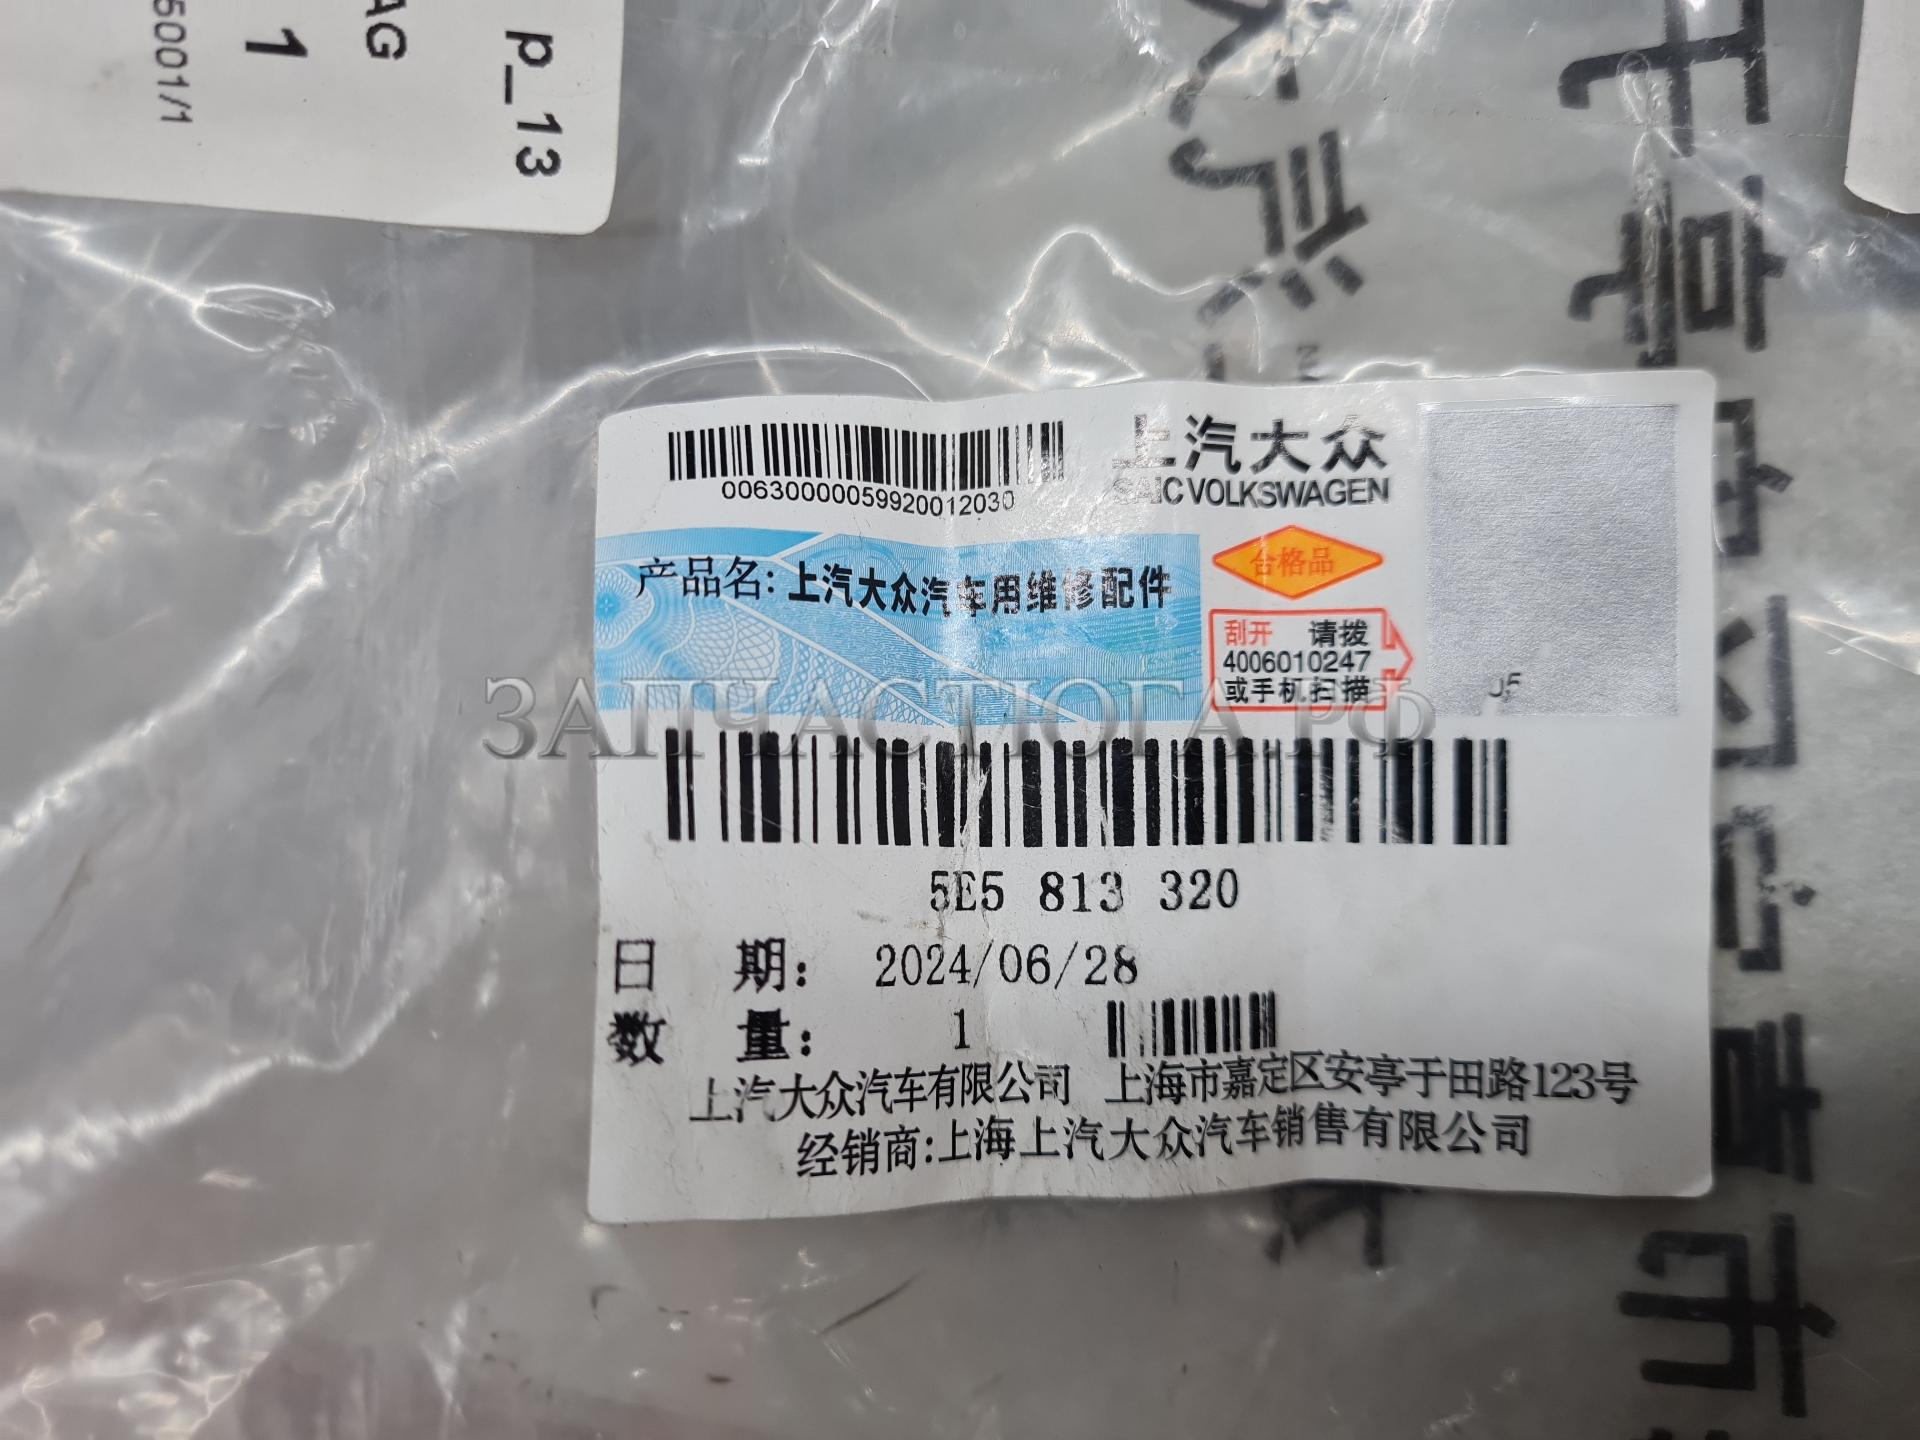 p_13
AG
1
5001/1
上汽大众
SAIC VOLKSWAGEN
00630000059920012030
产品名:上汽大众汽车用维修配件
合格品
刮开 请拨
4006010247
或手机扫描
ЗАПЧАСТЮГА.РФ
5E5 813 320
日 期: 2024/06/28
数 量: 1
上汽大众汽车有限公司 上海市嘉定区安亭于田路123号
经销商:上海上汽大众汽车销售有限公司